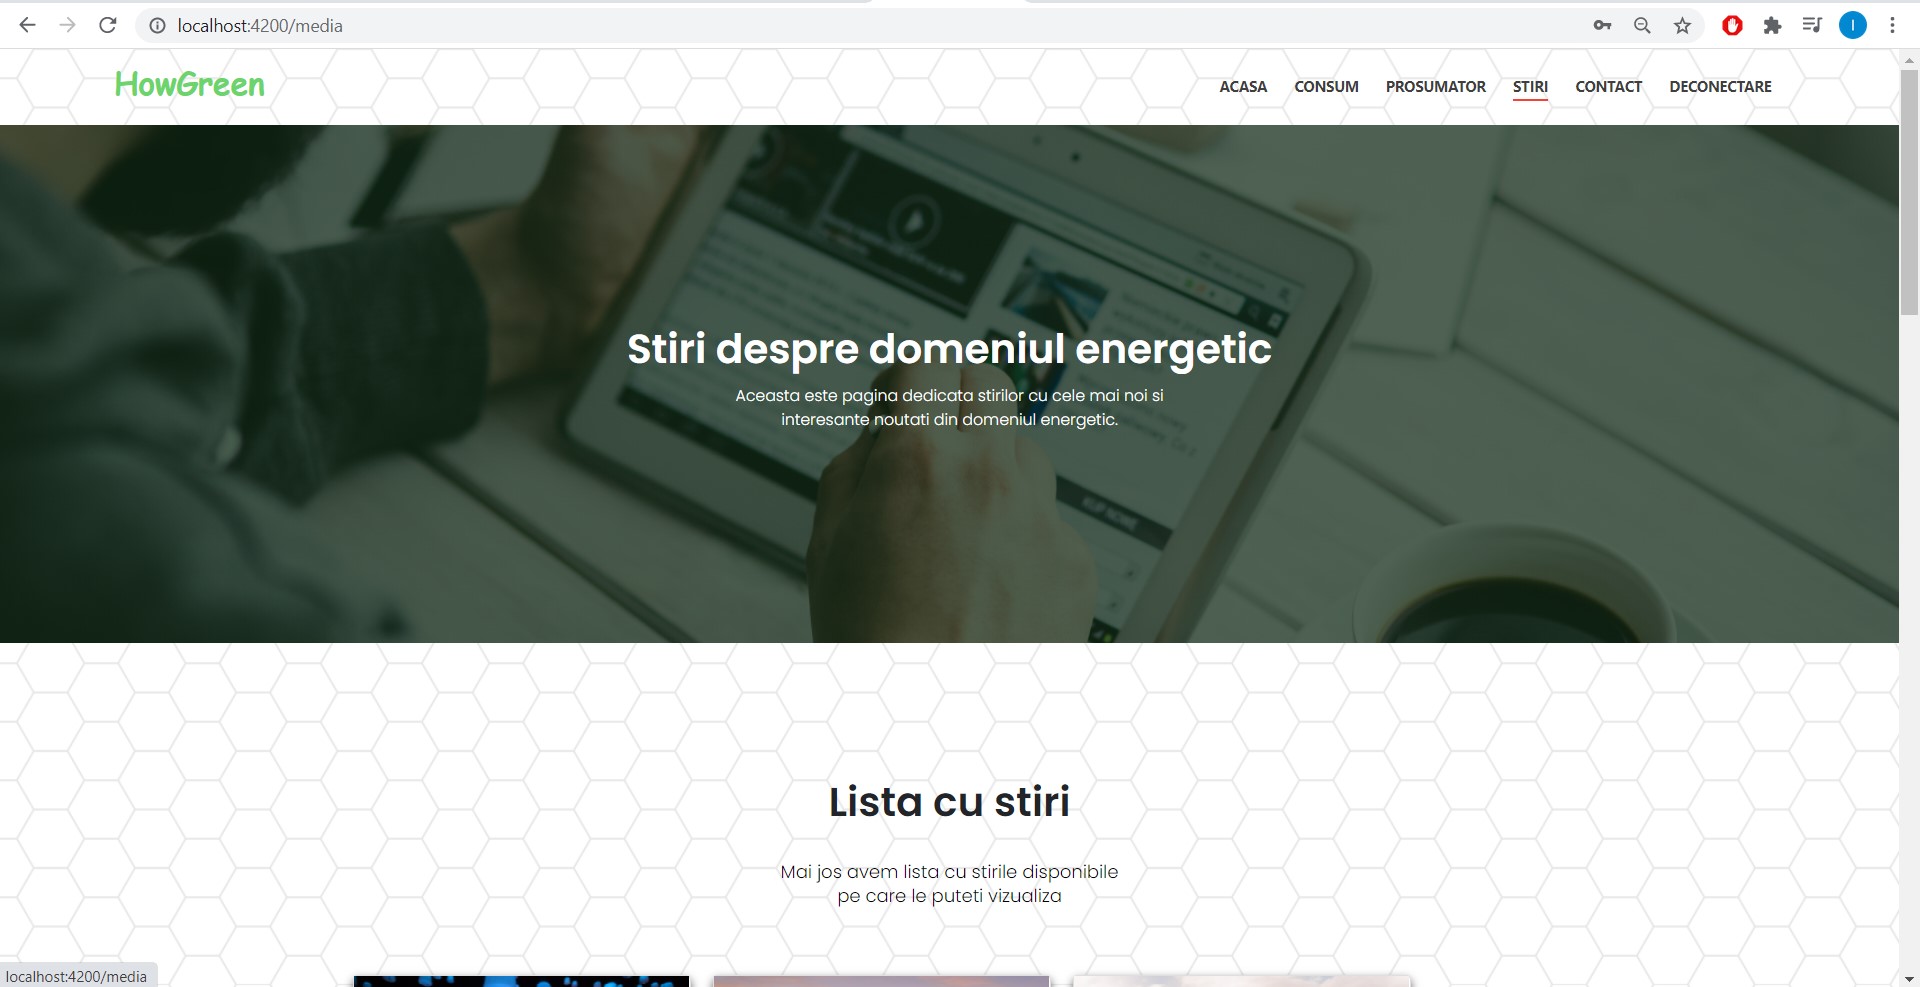 localhost:4200/media
I
HowGreen
ACASA CONSUM PROSUMATOR STIRI CONTACT DECONECTARE
Stiri despre domeniul energetic
Aceasta este pagina dedicata stirilor cu cele mai noi si
interesante noutati din domeniul energetic.
Lista cu stiri
Mai jos avem lista cu stirile disponibile
pe care le puteti vizualiza
localhost:4200/media